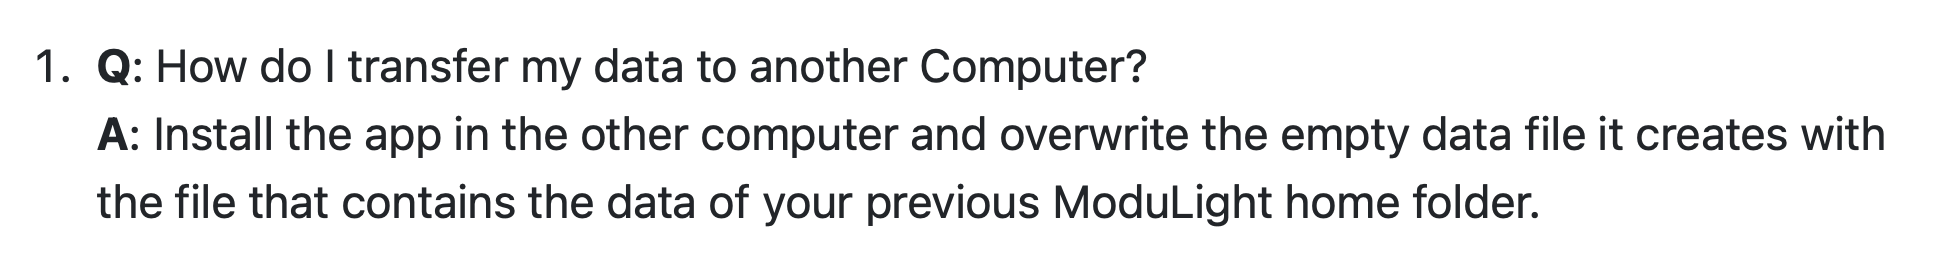 1. Q: How do I transfer my data to another Computer?
A: Install the app in the other computer and overwrite the empty data file it creates with
the file that contains the data of your previous ModuLight home folder.